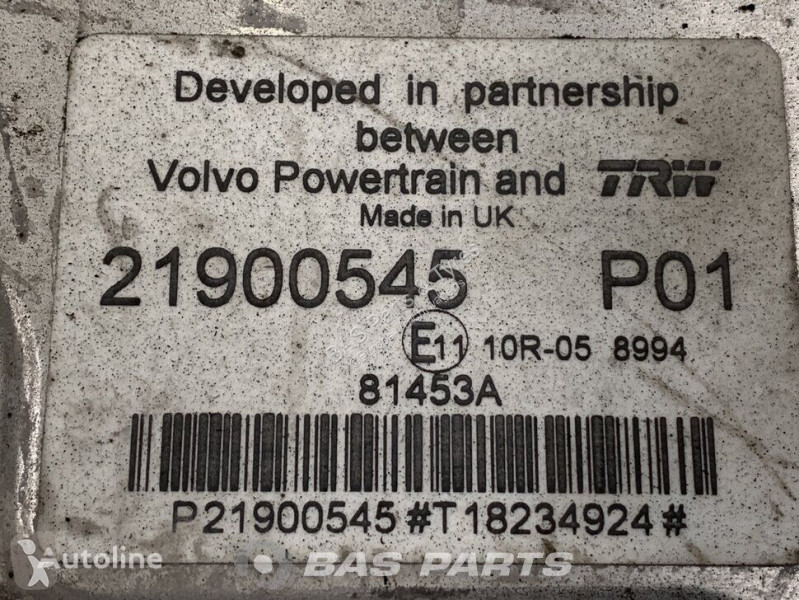 Developed in partnership
between
Volvo Powertrain and TRW
Made in UK
21900545 P01
E11 10R-05 8994
81453A
P21900545#T18234924#
Autoline BAS PARTS